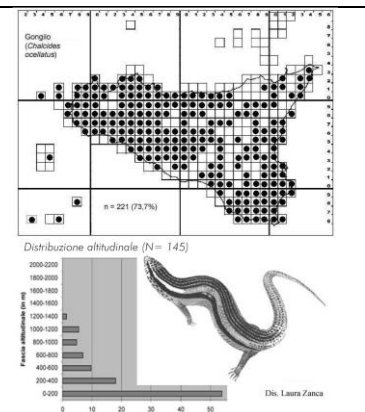 Gongilo
(Chalcides
ocellatus)
n = 221 (73,7%)
Distribuzione altitudinale (N= 145)
Fascia altitudinale (in m)
2000-2200
1800-2000
1600-1800
1400-1600
1200-1400
1000-1200
800-1000
600-800
400-600
200-400
0-200
0 10 20 30 40 50
Dis. Laura Zanca